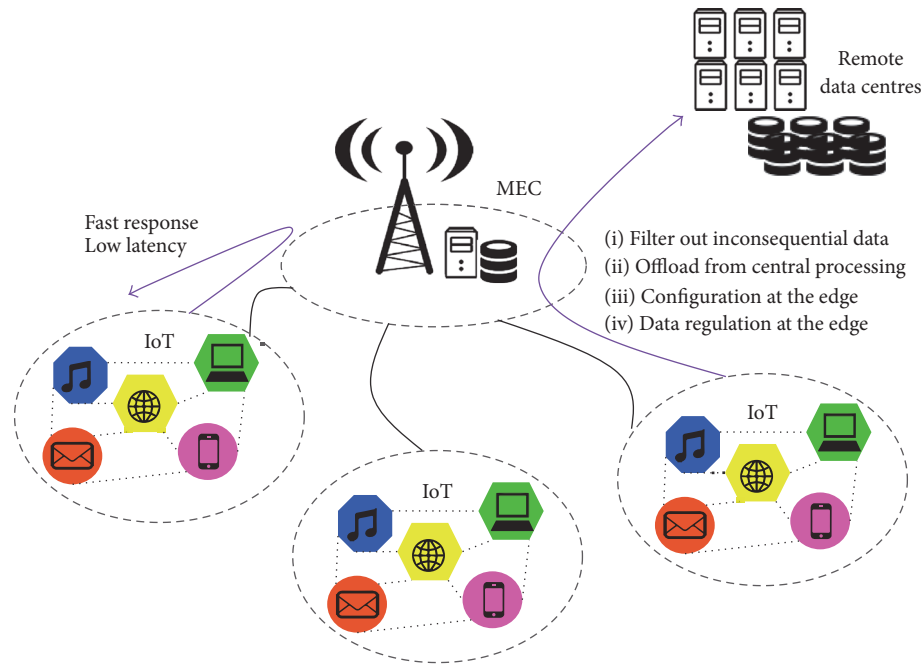 Remote
data centres
MEC
Fast response
Low latency
(i) Filter out inconsequential data
(ii) Offload from central processing
(iii) Configuration at the edge
(iv) Data regulation at the edge
IoT
IoT
IoT